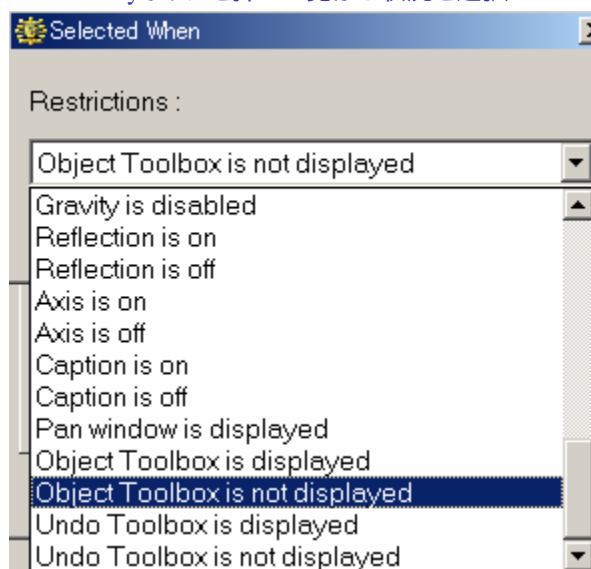 Selected When
Restrictions :
Object Toolbox is not displayed
Gravity is disabled
Reflection is on
Reflection is off
Axis is on
Axis is off
Caption is on
Caption is off
Pan window is displayed
Object Toolbox is displayed
Object Toolbox is not displayed
Undo Toolbox is displayed
Undo Toolbox is not displayed